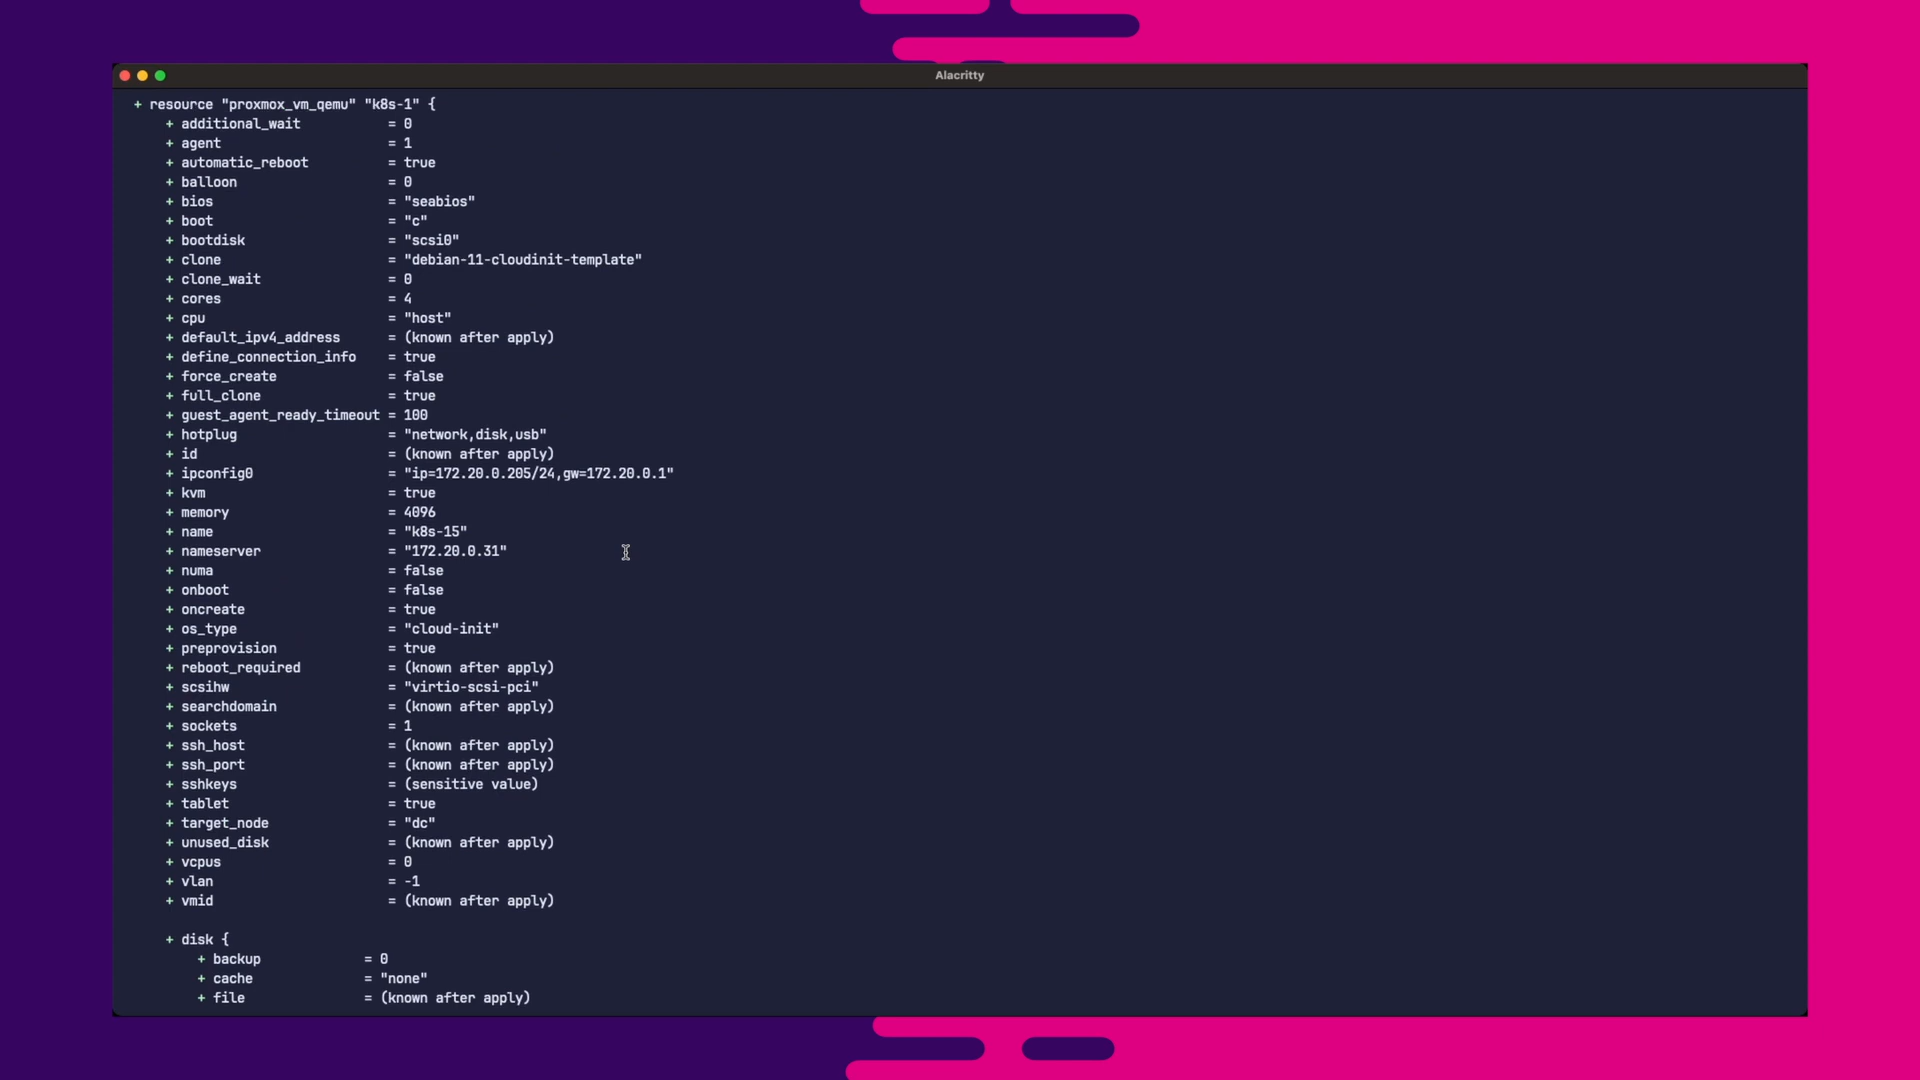 Alacritty
+ resource "proxmox_vm_qemu" "k8s-1" {
+ additional_wait = 0
+ agent = 1
+ automatic_reboot = true
+ balloon = 0
+ bios = "seabios"
+ boot = "c"
+ bootdisk = "scsi0"
+ clone = "debian-11-cloudinit-template"
+ clone_wait = 0
+ cores = 4
+ cpu = "host"
+ default_ipv4_address = (known after apply)
+ define_connection_info = true
+ force_create = false
+ full_clone = true
+ guest_agent_ready_timeout = 100
+ hotplug = "network,disk,usb"
+ id = (known after apply)
+ ipconfig0 = "ip=172.20.0.205/24,gw=172.20.0.1"
+ kvm = true
+ memory = 4096
+ name = "k8s-15"
+ nameserver = "172.20.0.31"
+ numa = false
+ onboot = false
+ oncreate = true
+ os_type = "cloud-init"
+ preprovision = true
+ reboot_required = (known after apply)
+ scsihw = "virtio-scsi-pci"
+ searchdomain = (known after apply)
+ sockets = 1
+ ssh_host = (known after apply)
+ ssh_port = (known after apply)
+ sshkeys = (sensitive value)
+ tablet = true
+ target_node = "dc"
+ unused_disk = (known after apply)
+ vcpus = 0
+ vlan = -1
+ vmid = (known after apply)
+ disk {
+ backup = 0
+ cache = "none"
+ file = (known after apply)